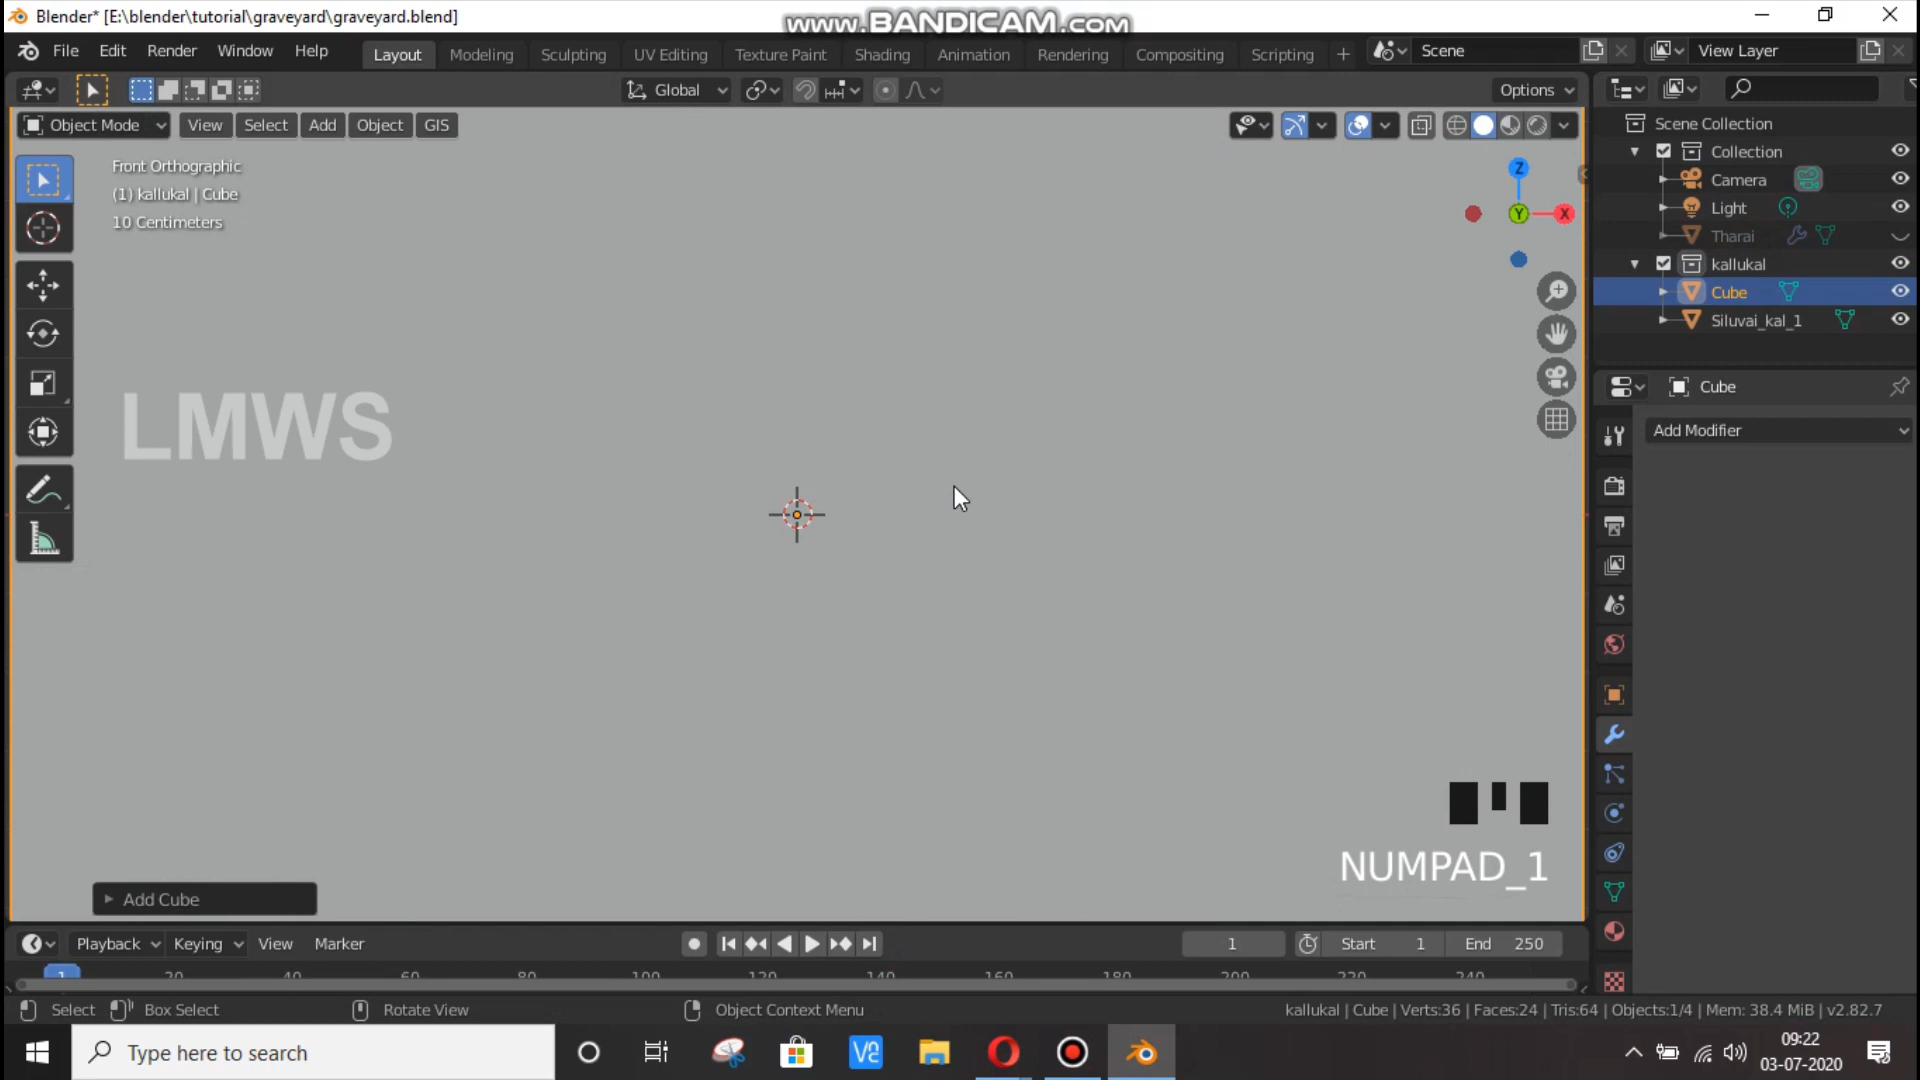 Blender* [E:\blender\tutorial\graveyard\graveyard.blend]
www.BANDICAM.com
File Edit Render Window Help
Layout Modeling Sculpting UV Editing Texture Paint Shading Animation Rendering Compositing Scripting
Scene
View Layer
Global
Options
Object Mode View Select Add Object GIS
Front Orthographic
(1) kallukal | Cube
10 Centimeters
Z
Y
X
LMWS
Scene Collection
Collection
Camera
Light
Tharai
kallukal
Cube
Siluvai_kal_1
Cube
Add Modifier
NUMPAD_1
Add Cube
Playback Keying View Marker
1
Start 1
End 250
1 20 40 60 80 100 120 140 160 180 200 220 240
Select Box Select Rotate View Object Context Menu
kallukal | Cube | Verts:36 | Faces:24 | Tris:64 | Objects:1/4 | Mem: 38.4 MiB | v2.82.7
Type here to search
09:22
03-07-2020